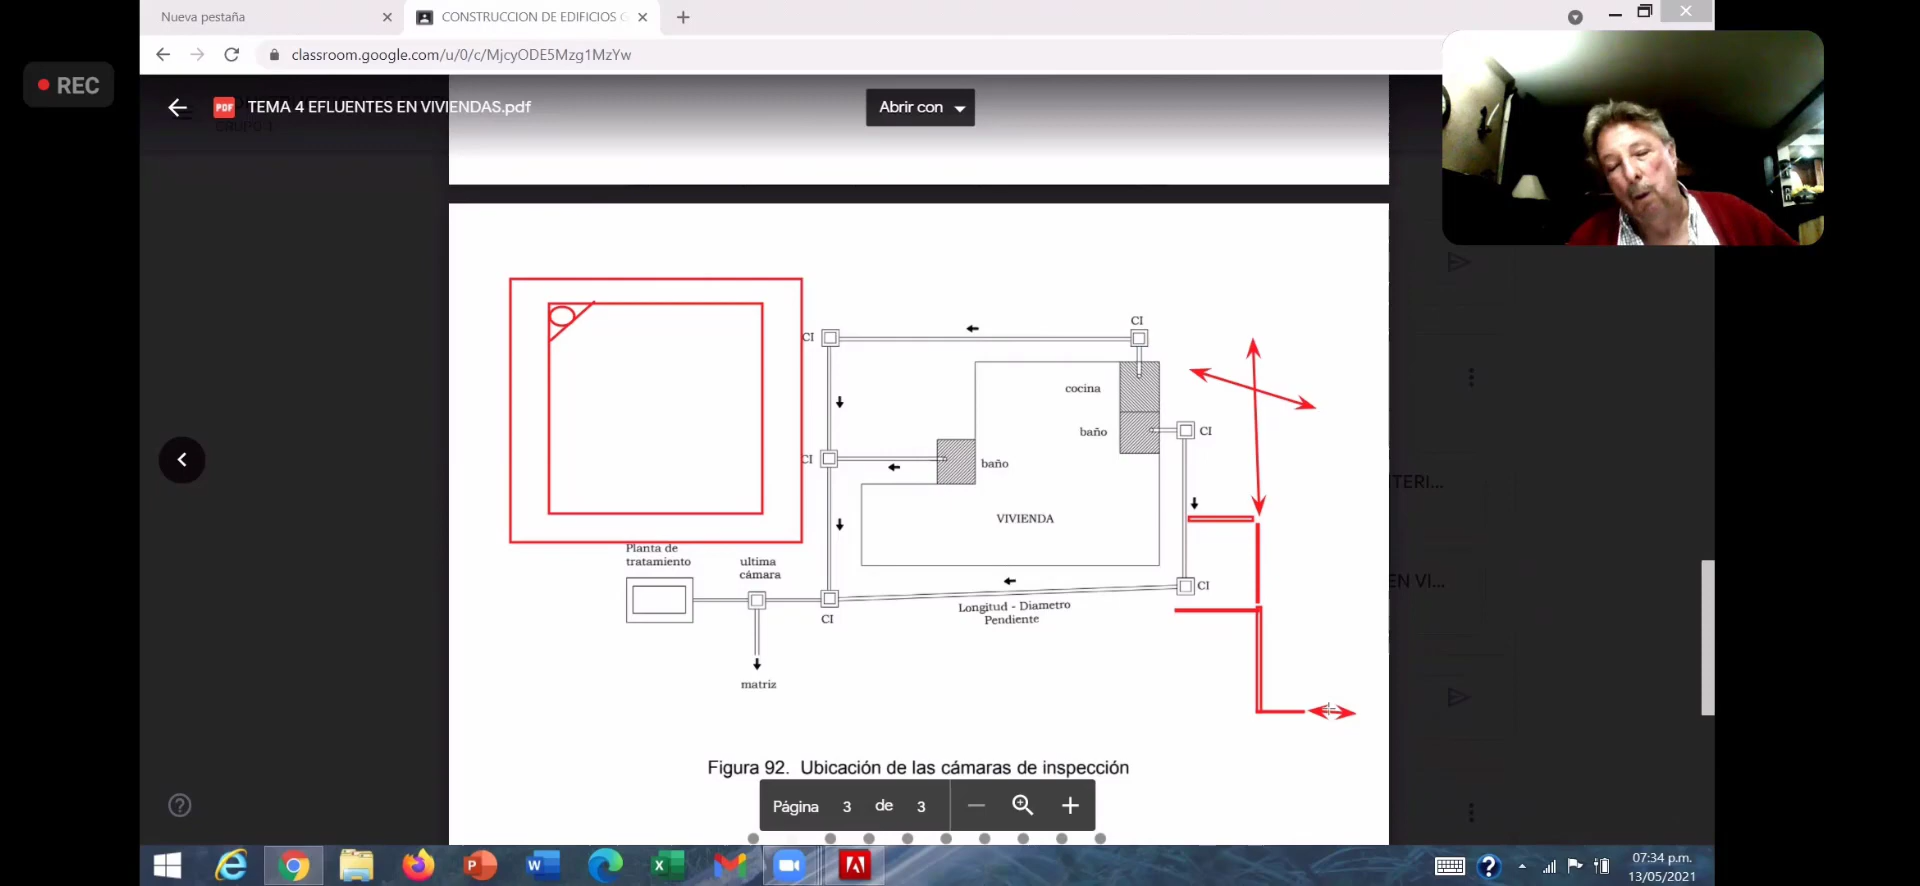 Nueva pestaña
CONSTRUCCION DE EDIFICIOS G
classroom.google.com/u/0/c/MjcyODE5Mzg1MzYw
REC
PDF
TEMA 4 EFLUENTES EN VIVIENDAS.pdf
GRUPO 1
Abrir con
CI
CI
cocina
baño
CI
CI
baño
TERI...
VIVIENDA
Planta de
tratamiento
ultima
cámara
EN VI...
CI
CI
Longitud - Diametro
Pendiente
matriz
Figura 92. Ubicación de las cámaras de inspección
Página 3 de 3
07:34 p.m.
13/05/2021